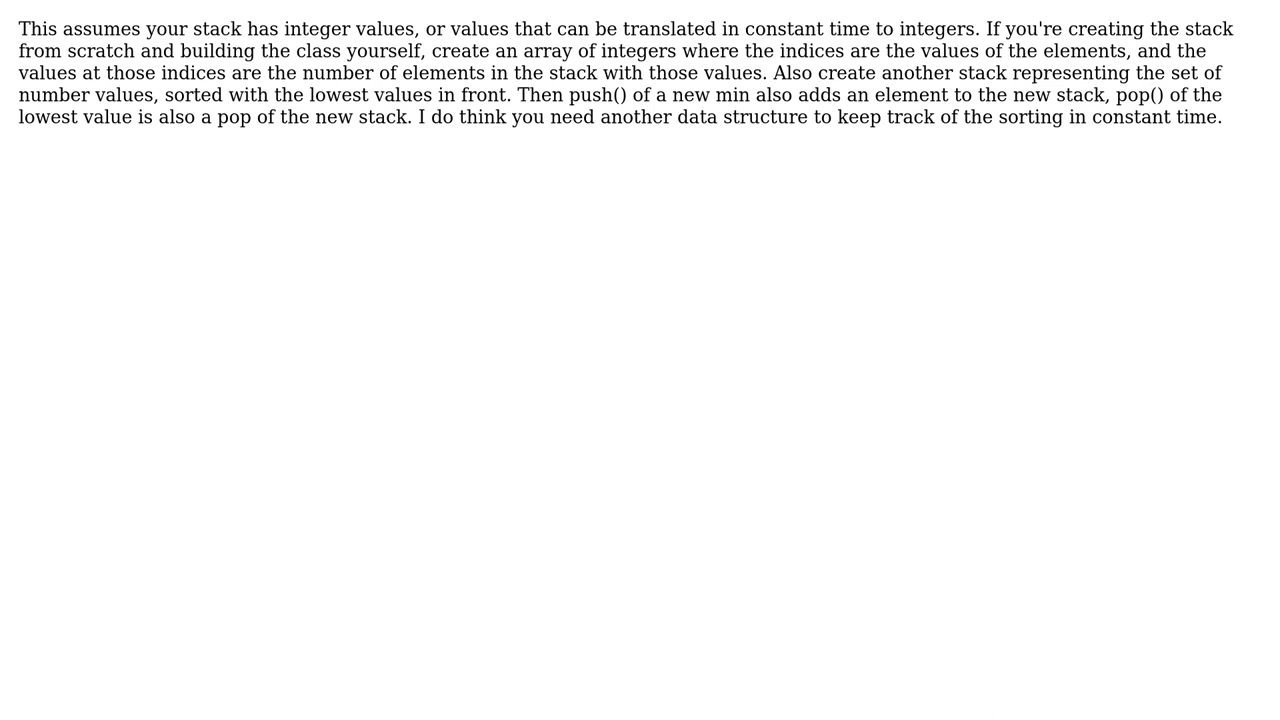 This assumes your stack has integer values, or values that can be translated in constant time to integers. If you're creating the stack
from scratch and building the class yourself, create an array of integers where the indices are the values of the elements, and the
values at those indices are the number of elements in the stack with those values. Also create another stack representing the set of
number values, sorted with the lowest values in front. Then push() of a new min also adds an element to the new stack, pop() of the
lowest value is also a pop of the new stack. I do think you need another data structure to keep track of the sorting in constant time.